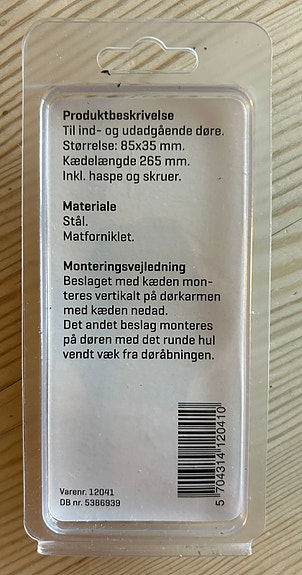 Produktbeskrivelse
Til ind- og udadgående døre.
Størrelse: 85x35 mm.
Kædelængde 265 mm.
Inkl. haspe og skruer.
Materiale
Stål.
Matforniklet.
Monteringsvejledning
Beslaget med kæden mon-
teres vertikalt på dørkarmen
med kæden nedad.
Det andet beslag monteres
på døren med det runde hul
vendt væk fra døråbningen.
Varenr. 12041
DB nr. 5386939
5 704314 120410